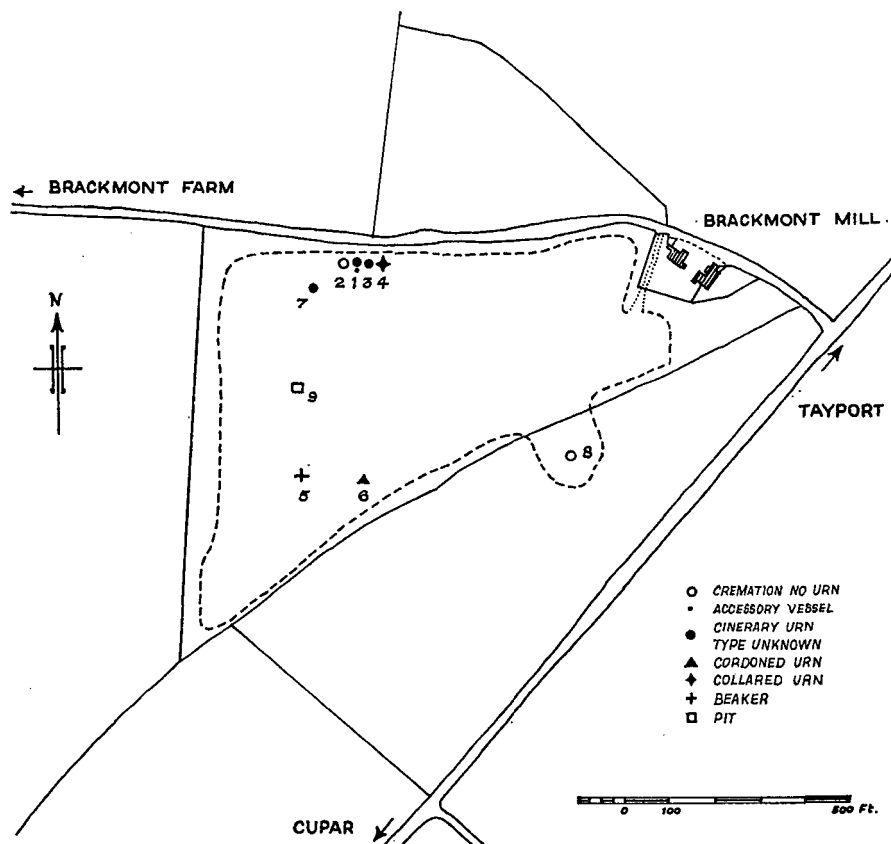 BRACKMONT FARM
BRACKMONT MILL
2 1 3 4
7
N
9
TAYPORT
8
5
6
CREMATION NO URN
ACCESSORY VESSEL
CINERARY URN
TYPE UNKNOWN
CORDONED URN
COLLARED URN
BEAKER
PIT
0 100 500 Ft.
CUPAR